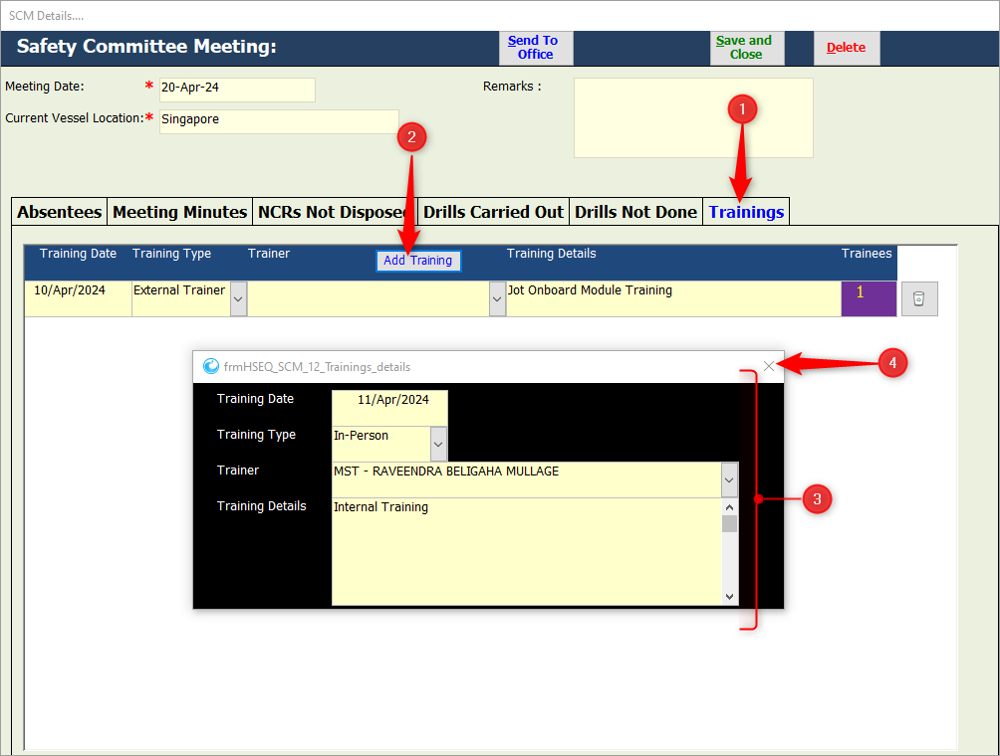 SCM Details....
Safety Committee Meeting:
Send To
Office
Save and
Close
Delete
Meeting Date: * 20-Apr-24
Remarks :
1
Current Vessel Location:* Singapore
2
Absentees Meeting Minutes NCRs Not Disposed Drills Carried Out Drills Not Done Trainings
Training Date Training Type Trainer Add Training Training Details Trainees
10/Apr/2024 External Trainer Jot Onboard Module Training 1
frmHSEQ_SCM_12_Trainings_details
4
Training Date 11/Apr/2024
Training Type In-Person
Trainer MST - RAVEENDRA BELIGAHA MULLAGE
Training Details Internal Training
3